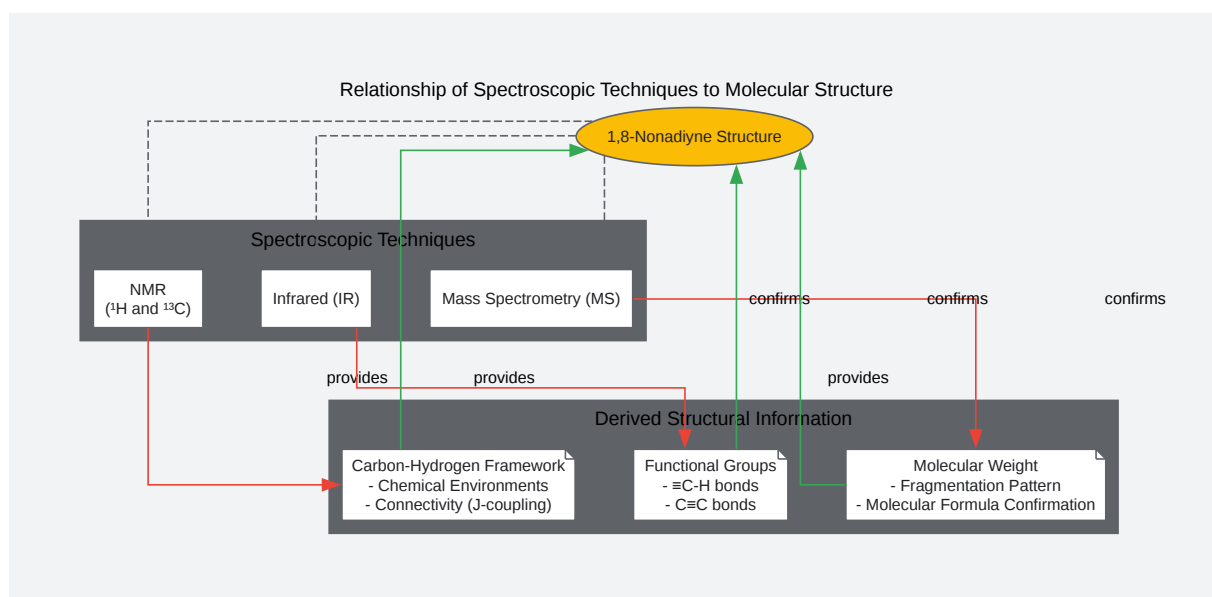 Relationship of Spectroscopic Techniques to Molecular Structure
1,8-Nonadiyne Structure
Spectroscopic Techniques
NMR
(¹H and ¹³C)
Infrared (IR)
Mass Spectrometry (MS)
confirms
confirms
confirms
provides
provides
provides
Derived Structural Information
Carbon-Hydrogen Framework
- Chemical Environments
- Connectivity (J-coupling)
Functional Groups
- ≡C-H bonds
- C≡C bonds
Molecular Weight
- Fragmentation Pattern
- Molecular Formula Confirmation